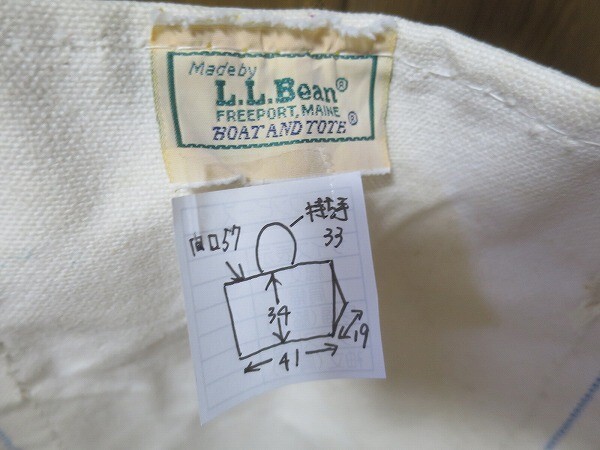 Made by
L.L.Bean®
FREEPORT, MAINE
BOAT AND TOTE®
持ち手
33
間口57
34
19
41